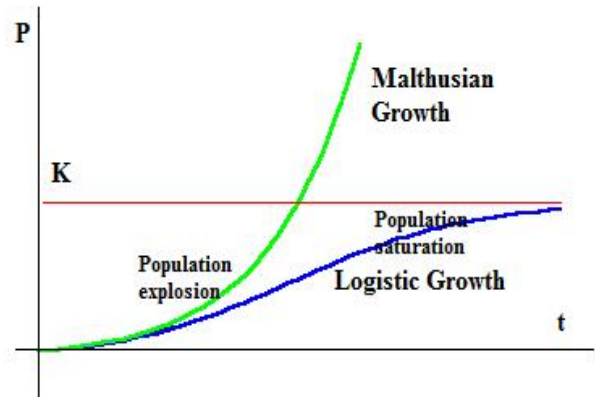 P
Malthusian
Growth
K
Population
saturation
Population
explosion
Logistic Growth
t